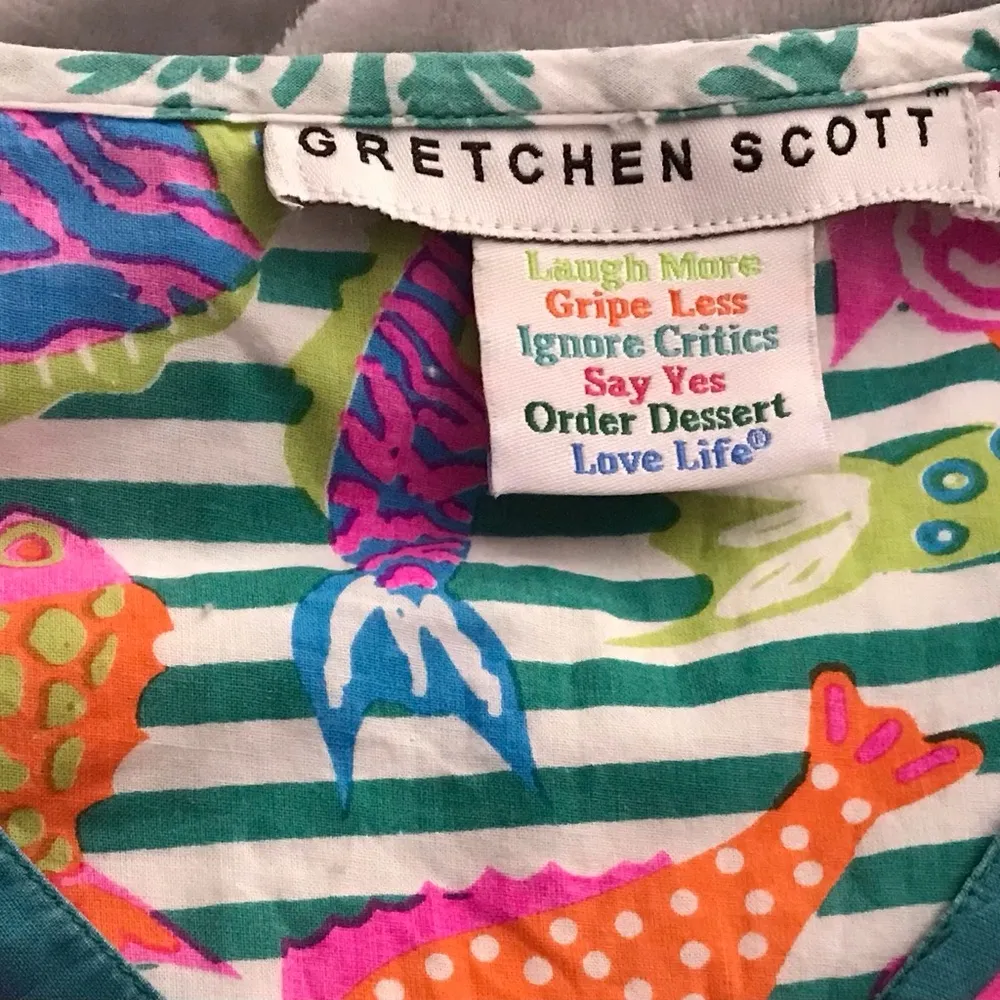 GRETCHEN SCOTT™
Laugh More
Gripe Less
Ignore Critics
Say Yes
Order Dessert
Love Life®